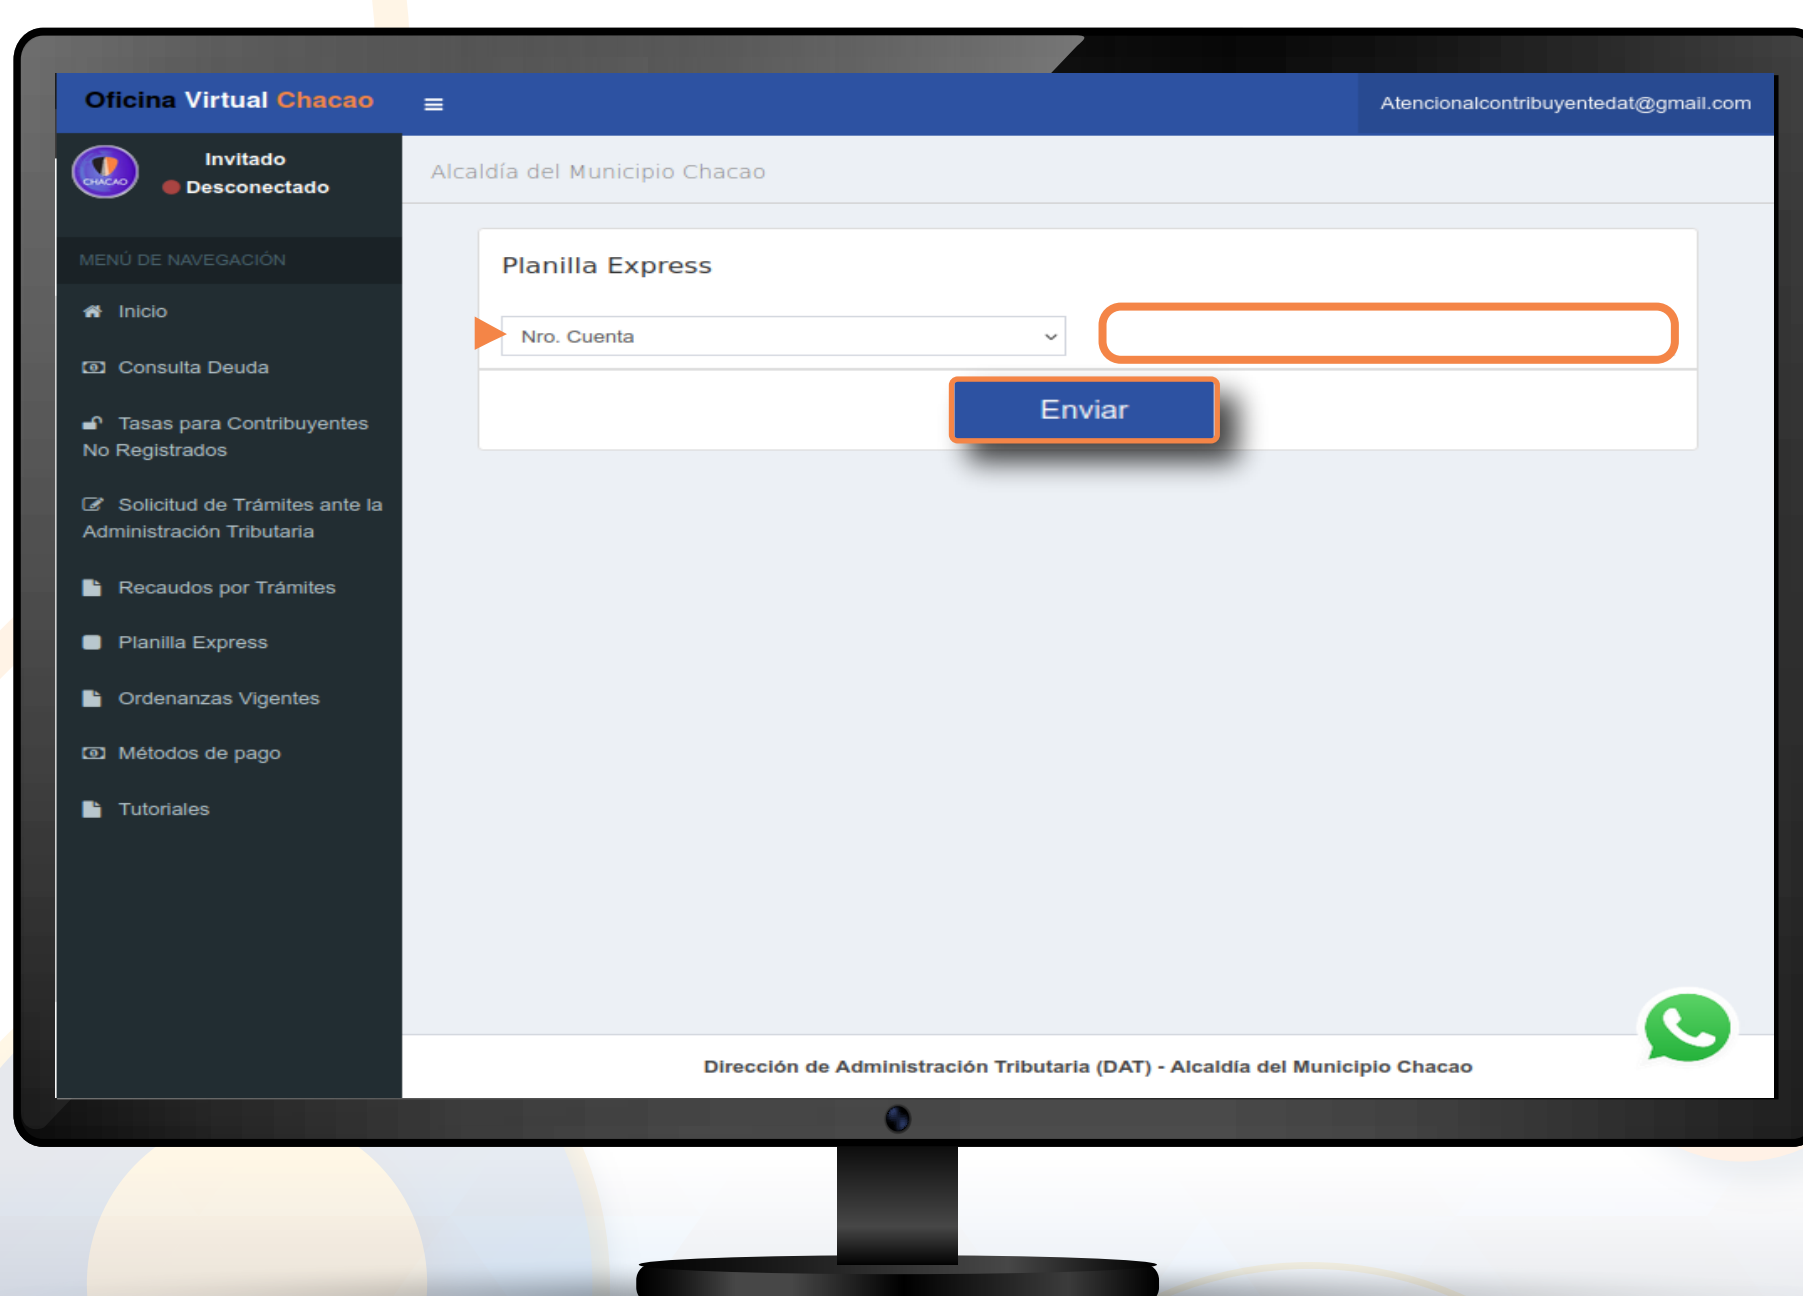 Oficina Virtual Chacao
Atencionalcontribuyentedat@gmail.com
CHACAO
Invitado
Desconectado
Alcaldía del Municipio Chacao
MENÚ DE NAVEGACIÓN
Inicio
Consulta Deuda
Tasas para Contribuyentes
No Registrados
Solicitud de Trámites ante la
Administración Tributaria
Recaudos por Trámites
Planilla Express
Ordenanzas Vigentes
Métodos de pago
Tutoriales
Planilla Express
Nro. Cuenta
Enviar
Dirección de Administración Tributaria (DAT) - Alcaldía del Municipio Chacao